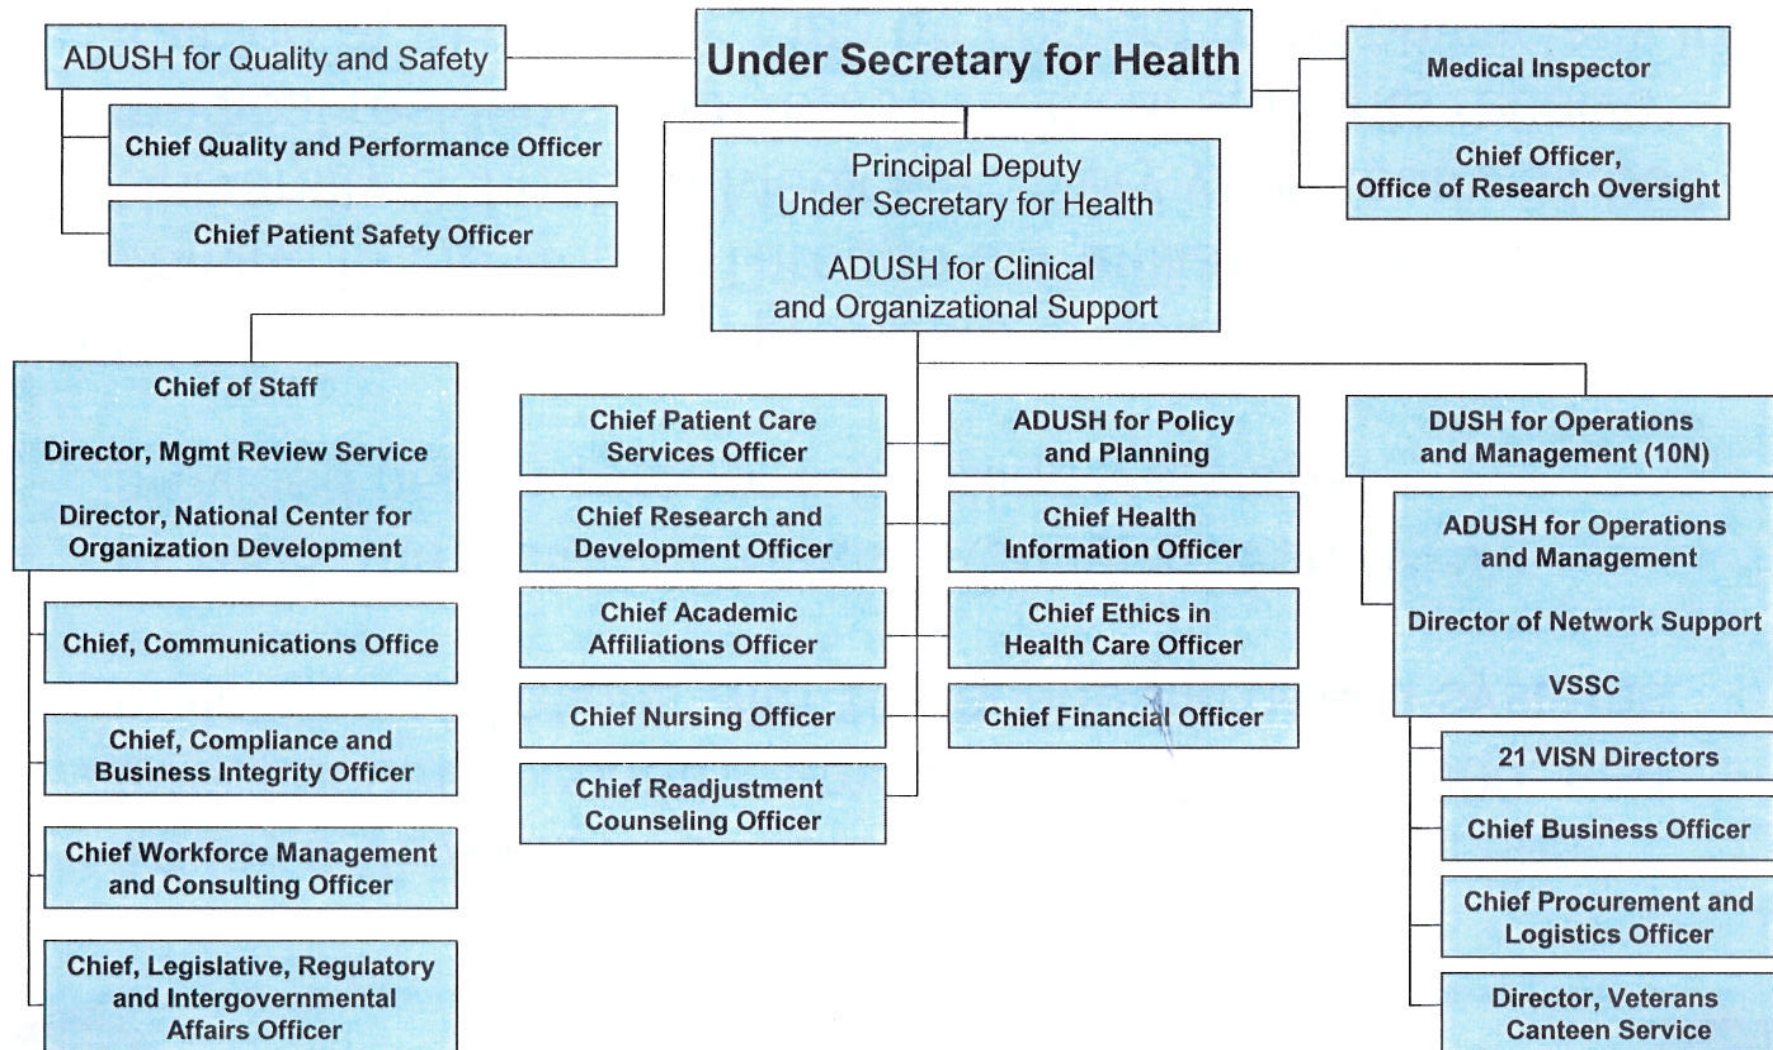 ADUSH for Quality and Safety
Chief Quality and Performance Officer
Chief Patient Safety Officer
Under Secretary for Health
Medical Inspector
Chief Officer,
Office of Research Oversight
Principal Deputy
Under Secretary for Health
ADUSH for Clinical
and Organizational Support
Chief of Staff
Director, Mgmt Review Service
Director, National Center for
Organization Development
Chief, Communications Office
Chief, Compliance and
Business Integrity Officer
Chief Workforce Management
and Consulting Officer
Chief, Legislative, Regulatory
and Intergovernmental
Affairs Officer
Chief Patient Care
Services Officer
Chief Research and
Development Officer
Chief Academic
Affiliations Officer
Chief Nursing Officer
Chief Readjustment
Counseling Officer
ADUSH for Policy
and Planning
Chief Health
Information Officer
Chief Ethics in
Health Care Officer
Chief Financial Officer
DUSH for Operations
and Management (10N)
ADUSH for Operations
and Management
Director of Network Support
VSSC
21 VISN Directors
Chief Business Officer
Chief Procurement and
Logistics Officer
Director, Veterans
Canteen Service